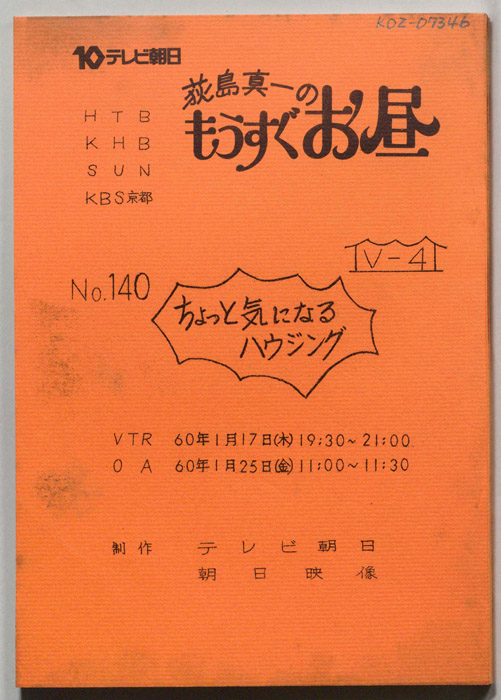 KOZ-07346
10テレビ朝日
荻島真一の
もうすぐお昼
HTB
KHB
SUN
KBS京都
V-4
No.140
ちょっと気になる
ハウジング
VTR 60年1月17日(木)19:30~21:00
OA 60年1月25日(金)11:00~11:30
制作 テレビ朝日
朝日映像